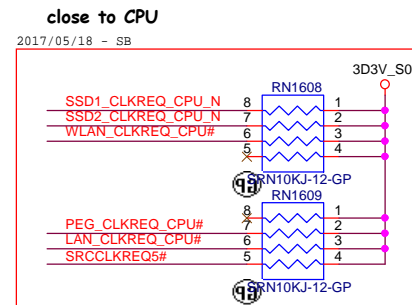 close to CPU
2017/05/18 - SB
3D3V_S0
RN1608
SSD1_CLKREQ_CPU_N 8 1
SSD2_CLKREQ_CPU_N 7 2
WLAN_CLKREQ_CPU# 6 3
5 4
SRN10KJ-12-GP
RN1609
8 1
PEG_CLKREQ_CPU# 7 2
LAN_CLKREQ_CPU# 6 3
SRCCLKREQ5# 5 4
SRN10KJ-12-GP